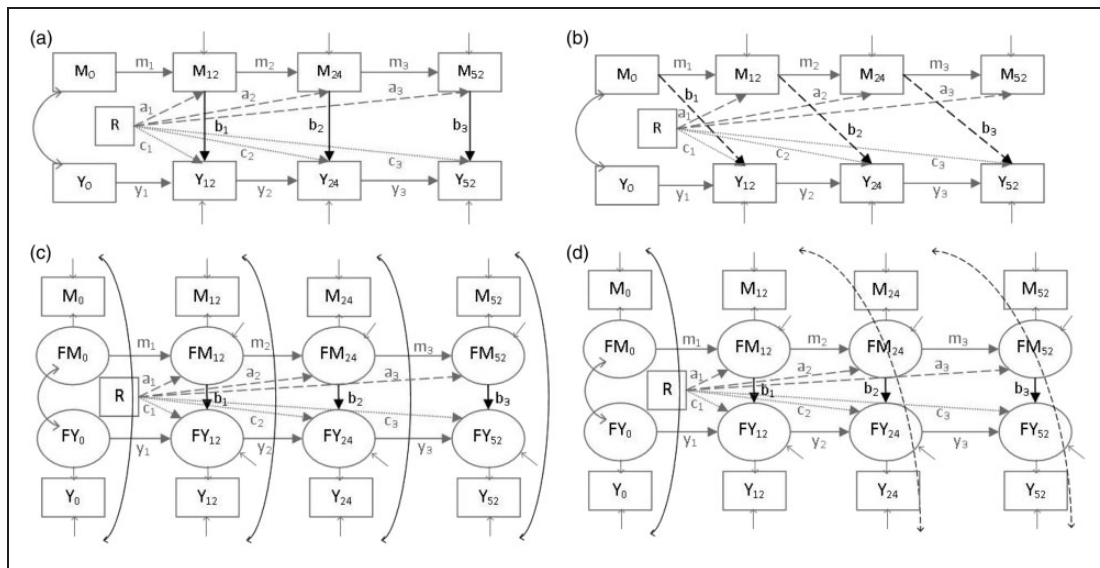 (a)
M₀ m₁ M₁₂ m₂ M₂₄ m₃ M₅₂
a₁ a₂ a₃
R b₁ b₂ b₃
c₁ c₂ c₃
Y₀ y₁ Y₁₂ y₂ Y₂₄ y₃ Y₅₂
(b)
M₀ m₁ M₁₂ m₂ M₂₄ m₃ M₅₂
b₁ a₁ a₂ a₃
R b₂ b₃
c₁ c₂ c₃
Y₀ y₁ Y₁₂ y₂ Y₂₄ y₃ Y₅₂
(c)
M₀ M₁₂ M₂₄ M₅₂
FM₀ m₁ FM₁₂ m₂ FM₂₄ m₃ FM₅₂
a₁ a₂ a₃
R b₁ b₂ b₃
c₁ c₂ c₃
FY₀ y₁ FY₁₂ y₂ FY₂₄ y₃ FY₅₂
Y₀ Y₁₂ Y₂₄ Y₅₂
(d)
M₀ M₁₂ M₂₄ M₅₂
FM₀ m₁ FM₁₂ m₂ FM₂₄ m₃ FM₅₂
a₁ a₂ a₃
R b₁ b₂ b₃
c₁ c₂ c₃
FY₀ y₁ FY₁₂ y₂ FY₂₄ y₃ FY₅₂
Y₀ Y₁₂ Y₂₄ Y₅₂